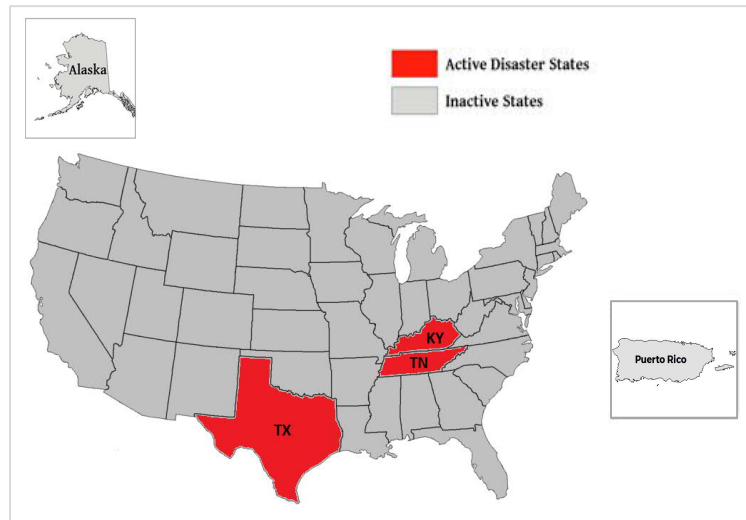 Alaska
Active Disaster States
Inactive States
KY
TN
TX
Puerto Rico